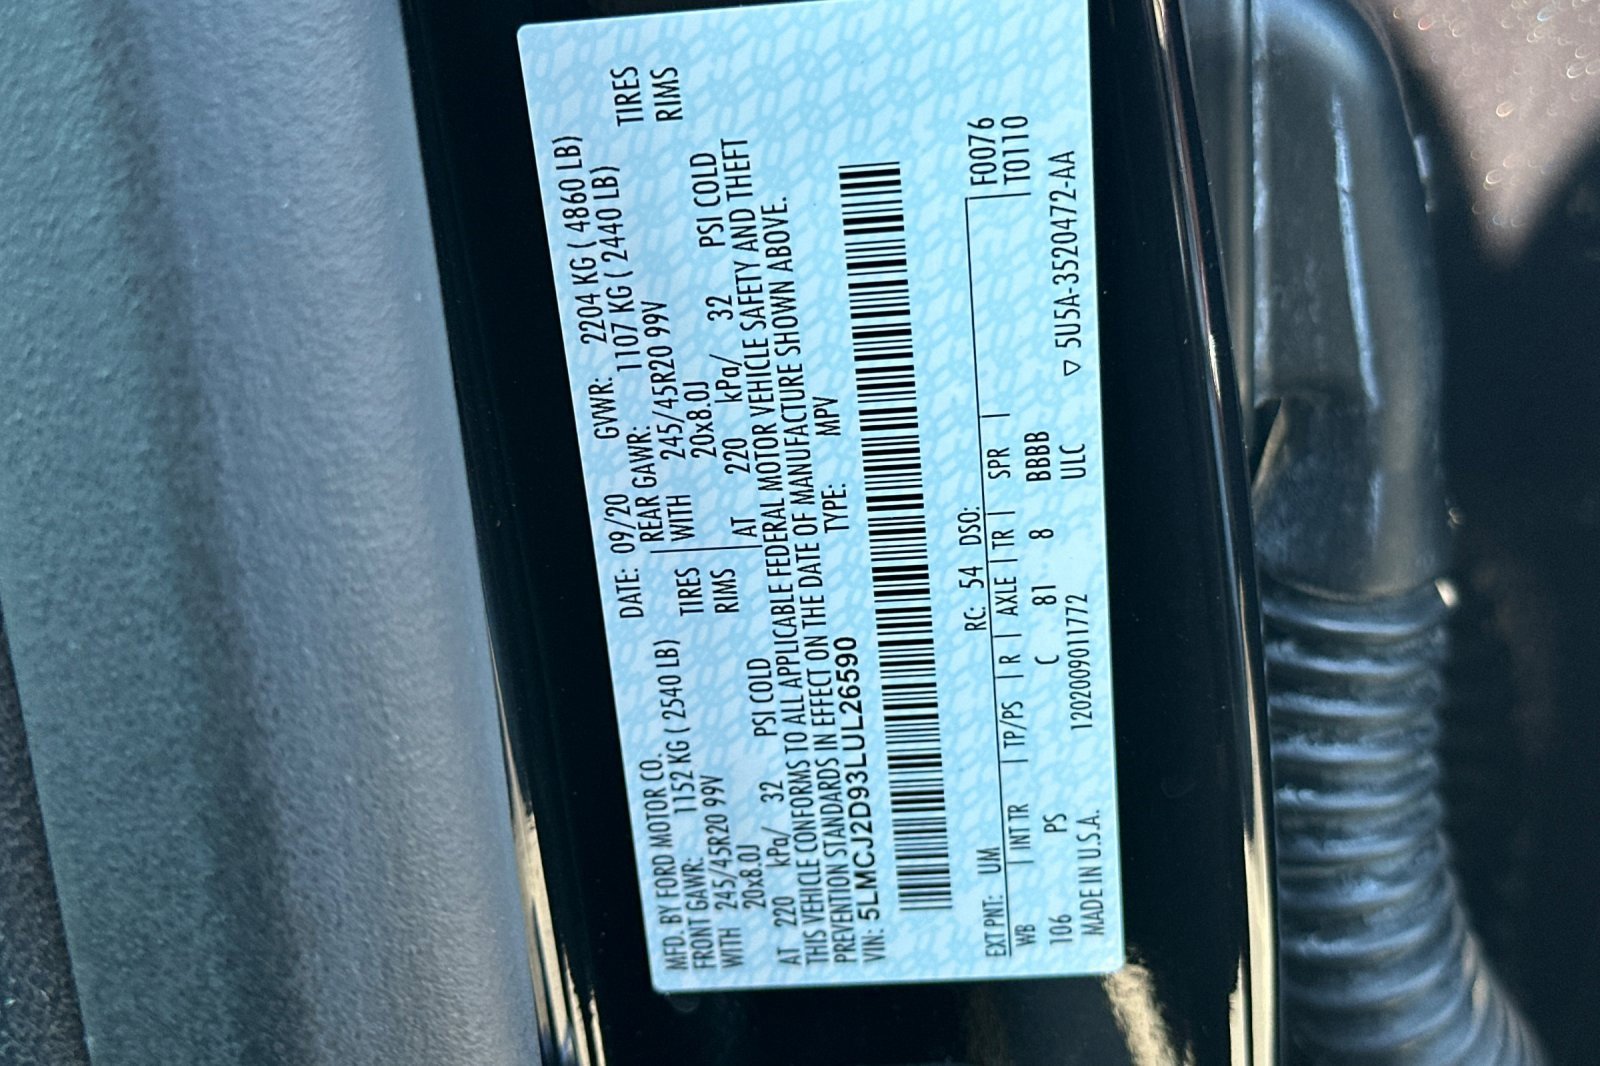 MFD. BY FORD MOTOR CO.
DATE: 09/20 GVWR: 2204 KG ( 4860 LB)
FRONT GAWR: 1152 KG ( 2540 LB) REAR GAWR: 1107 KG ( 2440 LB)
WITH 245/45R20 99V TIRES WITH 245/45R20 99V TIRES
20x8.0J RIMS 20x8.0J RIMS
AT 220 kPa/ 32 PSI COLD AT 220 kPa/ 32 PSI COLD
THIS VEHICLE CONFORMS TO ALL APPLICABLE FEDERAL MOTOR VEHICLE SAFETY AND THEFT
PREVENTION STANDARDS IN EFFECT ON THE DATE OF MANUFACTURE SHOWN ABOVE.
VIN: 5LMCJ2D93LUL26590 TYPE: MPV
EXT PNT: UM RC: 54 DSO: F0076
WB | INT TR | TP/PS | R | AXLE | TR | SPR | T0110
106 PS C 81 8 BBBB
MADE IN U.S.A. 120200901 1772 ULC ▽ 5U5A-3520472-AA